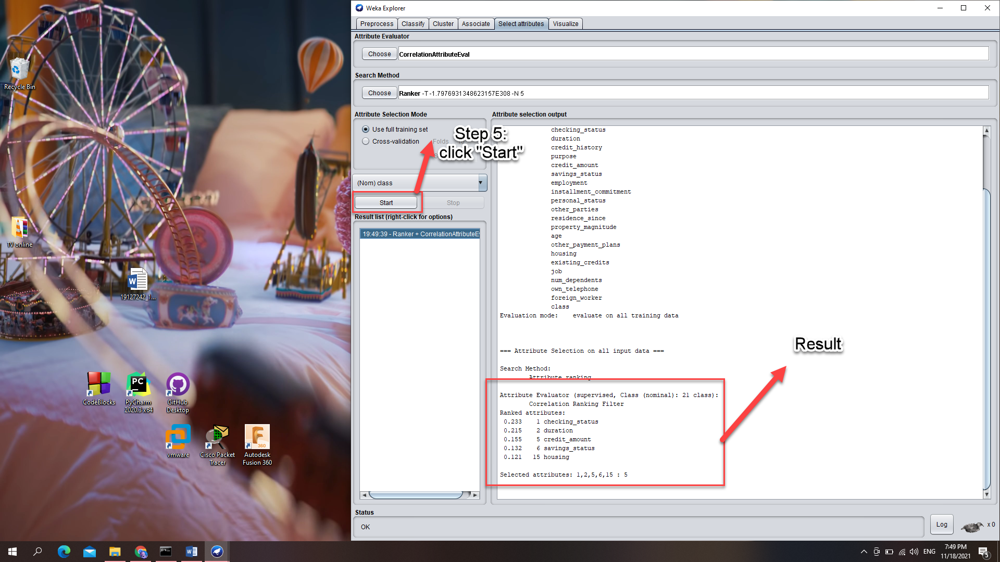 Recycle Bin
TV online
19127242_1...
CodeBlocks
PyCharm
2020.3 x64
GitHub
Desktop
vmware
Cisco Packet
Tracer
Autodesk
Fusion 360
Weka Explorer
Preprocess Classify Cluster Associate Select attributes Visualize
Attribute Evaluator
Choose CorrelationAttributeEval
Search Method
Choose Ranker -T -1.7976931348623157E308 -N 5
Attribute Selection Mode
Use full training set
Cross-validation Folds
Step 5:
click "Start"
(Nom) class
Start Stop
Result list (right-click for options)
19:49:39 - Ranker + CorrelationAttributeEv
Attribute selection output
checking_status
duration
credit_history
purpose
credit_amount
savings_status
employment
installment_commitment
personal_status
other_parties
residence_since
property_magnitude
age
other_payment_plans
housing
existing_credits
job
num_dependents
own_telephone
foreign_worker
class
Evaluation mode: evaluate on all training data
=== Attribute Selection on all input data ===
Search Method:
Attribute ranking.
Attribute Evaluator (supervised, Class (nominal): 21 class):
Correlation Ranking Filter
Ranked attributes:
0.233 1 checking_status
0.215 2 duration
0.155 5 credit_amount
0.132 6 savings_status
0.121 15 housing
Selected attributes: 1,2,5,6,15 : 5
Result
Status
OK
Log x 0
ENG
7:49 PM
11/18/2021
5